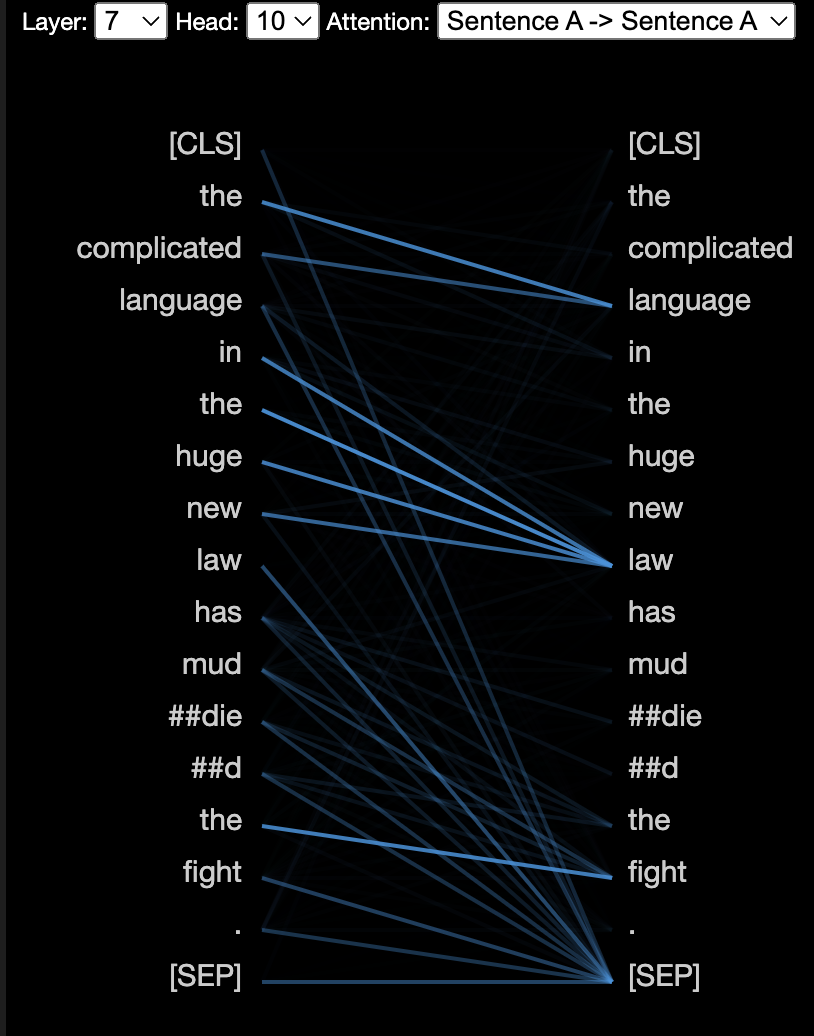 Layer: 7 Head: 10 Attention: Sentence A -> Sentence A
[CLS] [CLS]
the the
complicated complicated
language language
in in
the the
huge huge
new new
law law
has has
mud mud
##die ##die
##d ##d
the the
fight fight
. .
[SEP] [SEP]